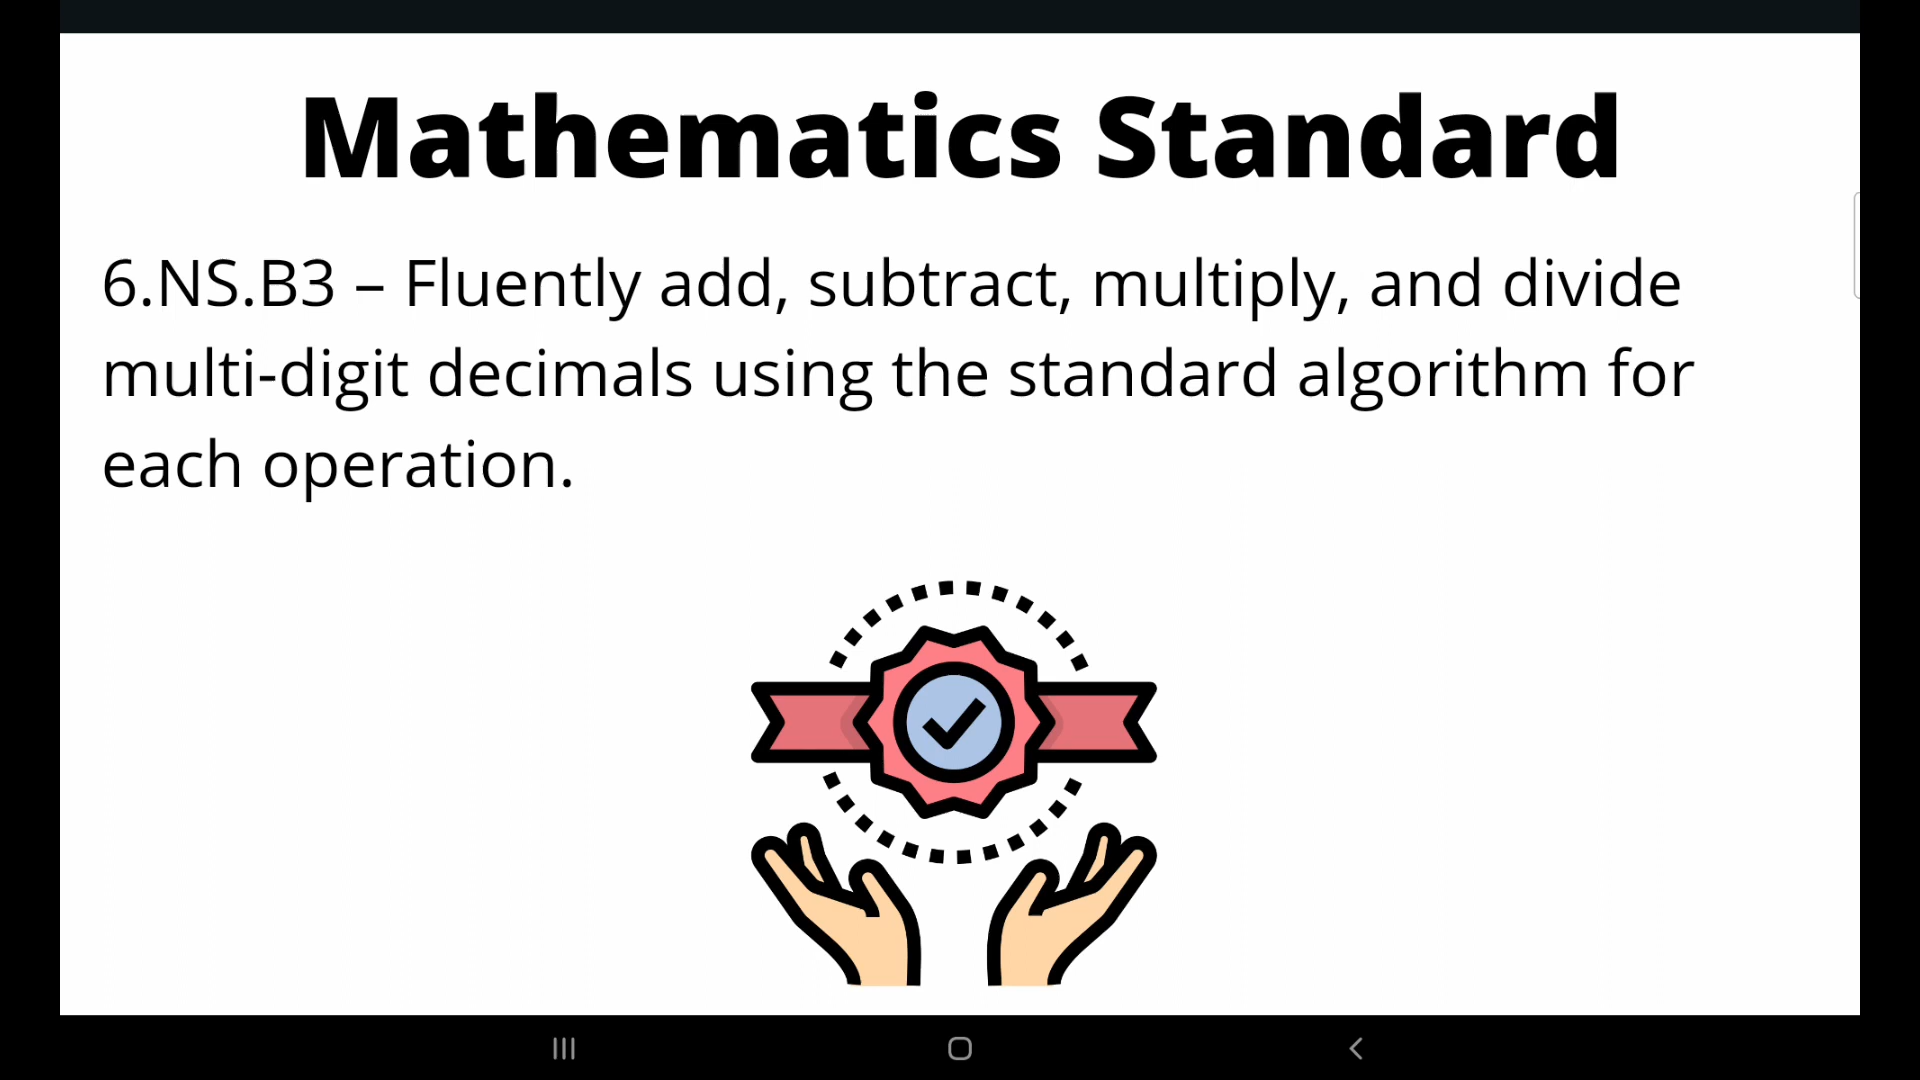 Mathematics Standard
6.NS.B3 – Fluently add, subtract, multiply, and divide
multi-digit decimals using the standard algorithm for
each operation.